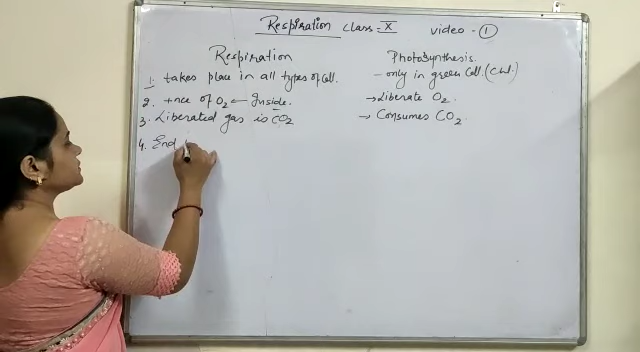 Respiration class-X video-①
Respiration
1. takes place in all types of Cell.
2. +nce of O2 ← Inside.
3. Liberated gas is CO2
4. End
Photosynthesis.
- only in green Cell. (Chl.)
→ Liberate O2.
→ Consumes CO2.